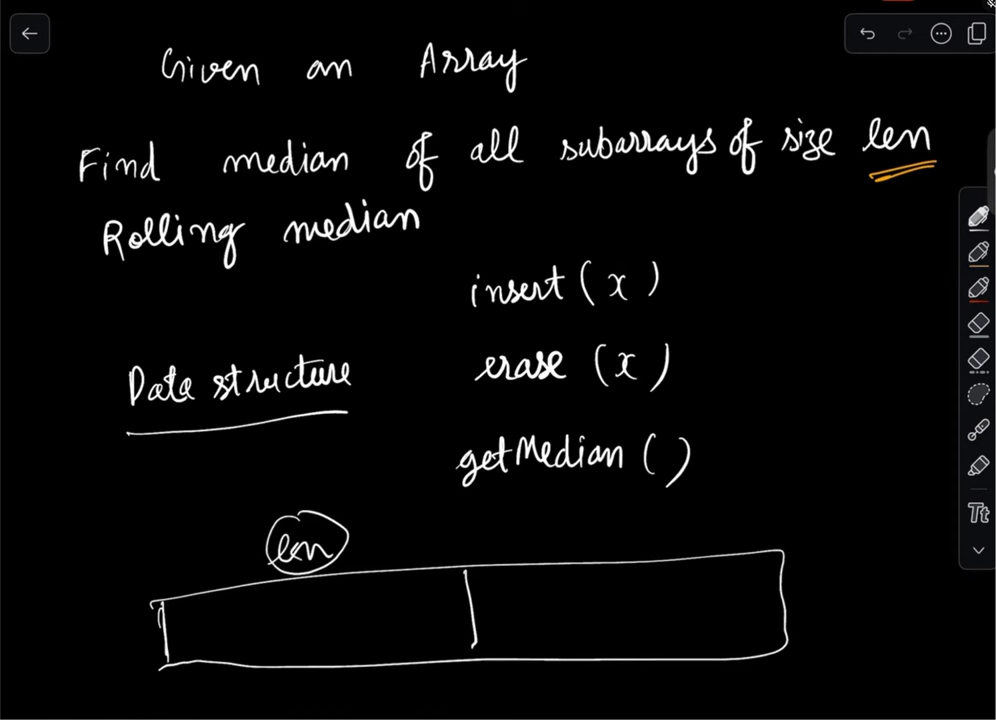 Given an Array
Find median of all subarrays of size len
Rolling median
insert (x)
Data structure
erase (x)
getMedian ()
len
Tt